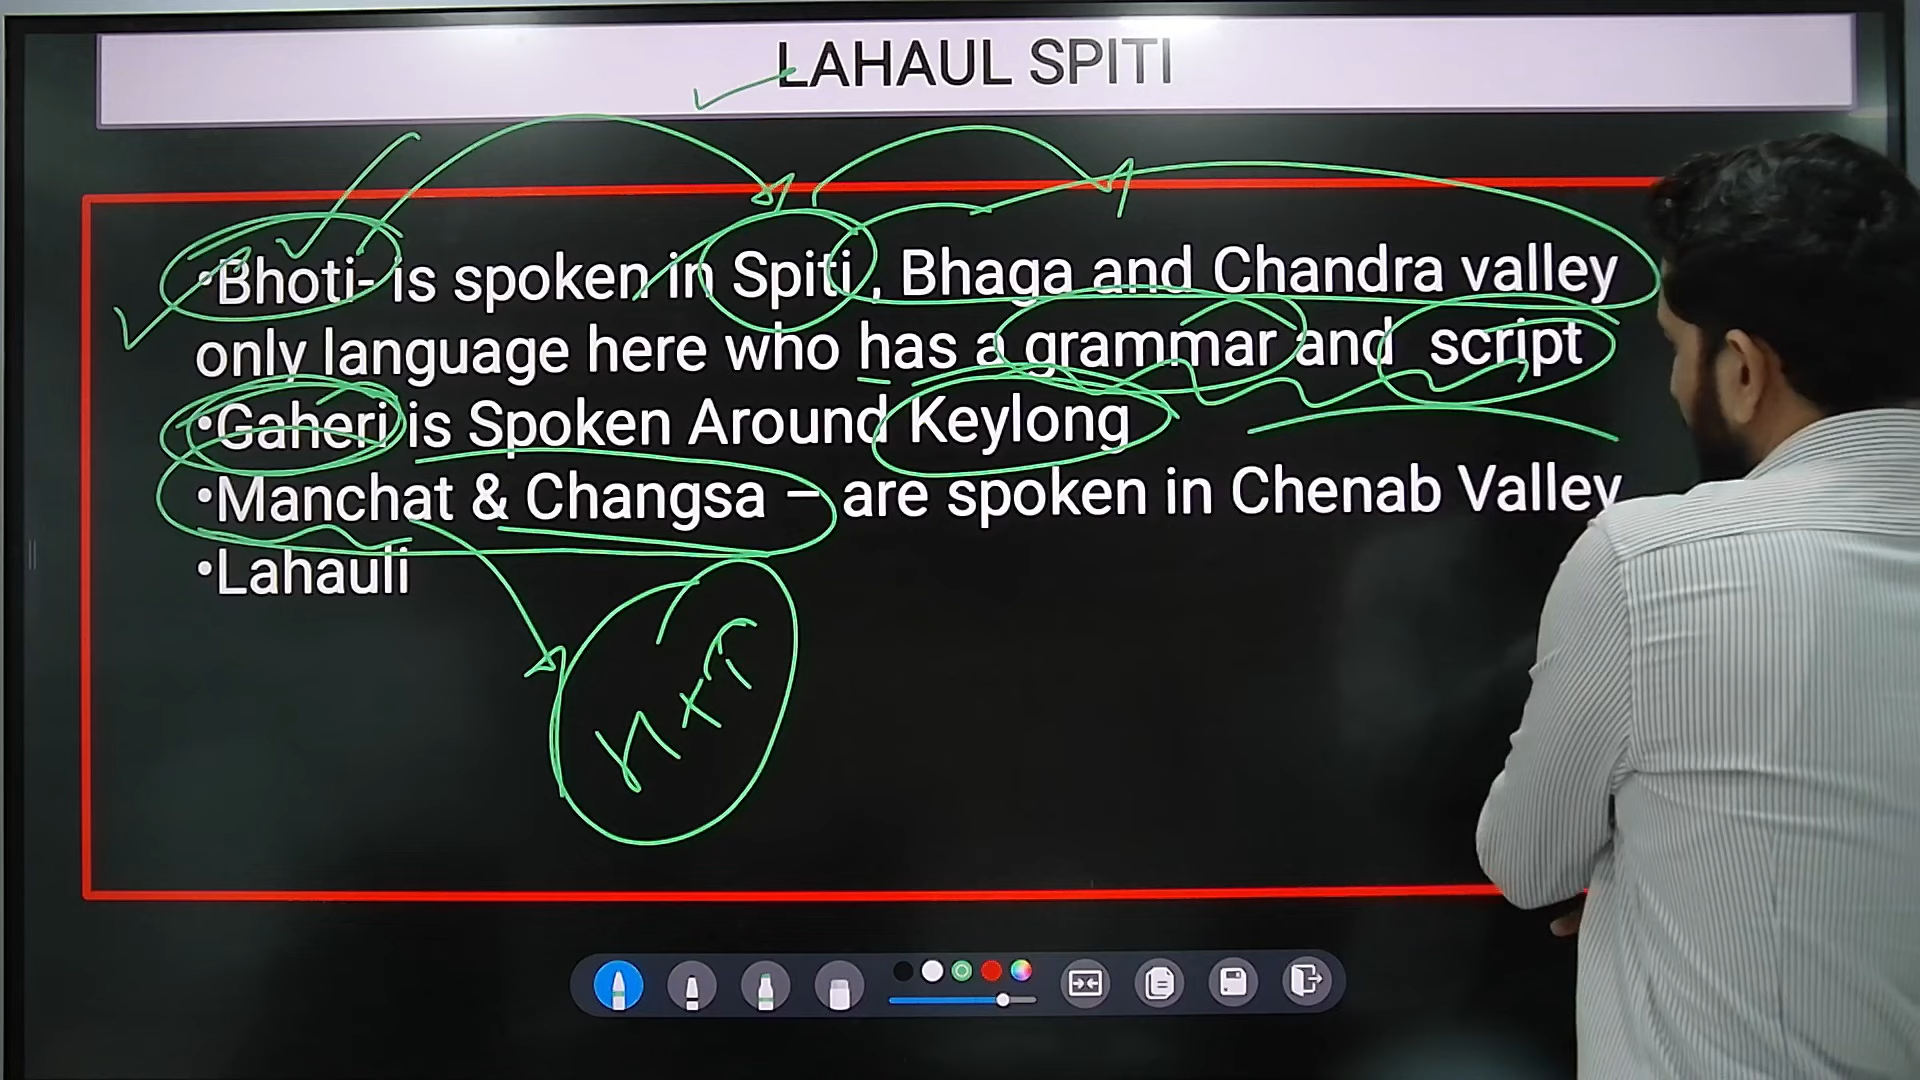 LAHAUL SPITI
•Bhoti- is spoken in Spiti , Bhaga and Chandra valley
only language here who has a grammar and script
•Gaheri is Spoken Around Keylong
•Manchat & Changsa – are spoken in Chenab Valley
•Lahauli
H+T